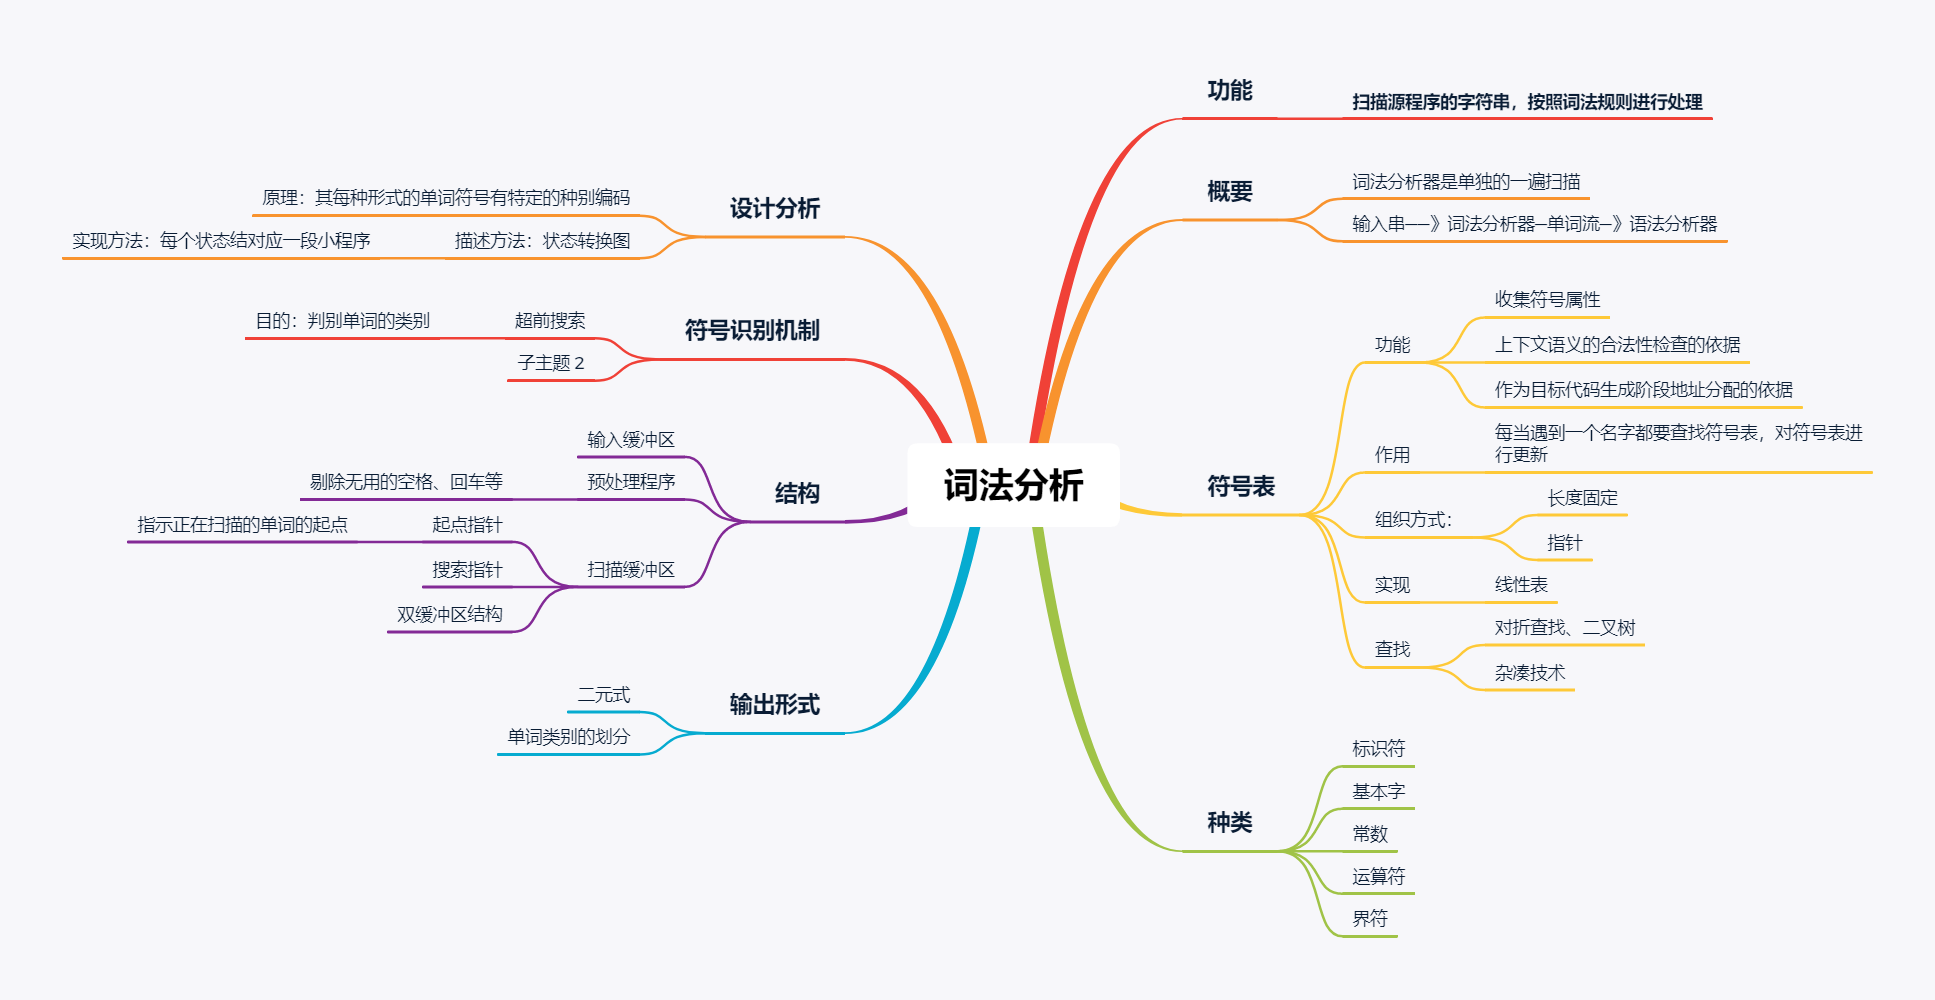 词法分析
功能
扫描源程序的字符串，按照词法规则进行处理
概要
词法分析器是单独的一遍扫描
输入串——》词法分析器—单词流—》语法分析器
符号表
功能
收集符号属性
上下文语义的合法性检查的依据
作为目标代码生成阶段地址分配的依据
作用
每当遇到一个名字都要查找符号表，对符号表进
行更新
组织方式：
长度固定
指针
实现
线性表
查找
对折查找、二叉树
杂凑技术
种类
标识符
基本字
常数
运算符
界符
设计分析
原理：其每种形式的单词符号有特定的种别编码
描述方法：状态转换图
实现方法：每个状态结对应一段小程序
符号识别机制
超前搜索
目的：判别单词的类别
子主题 2
结构
输入缓冲区
预处理程序
剔除无用的空格、回车等
扫描缓冲区
起点指针
指示正在扫描的单词的起点
搜索指针
双缓冲区结构
输出形式
二元式
单词类别的划分